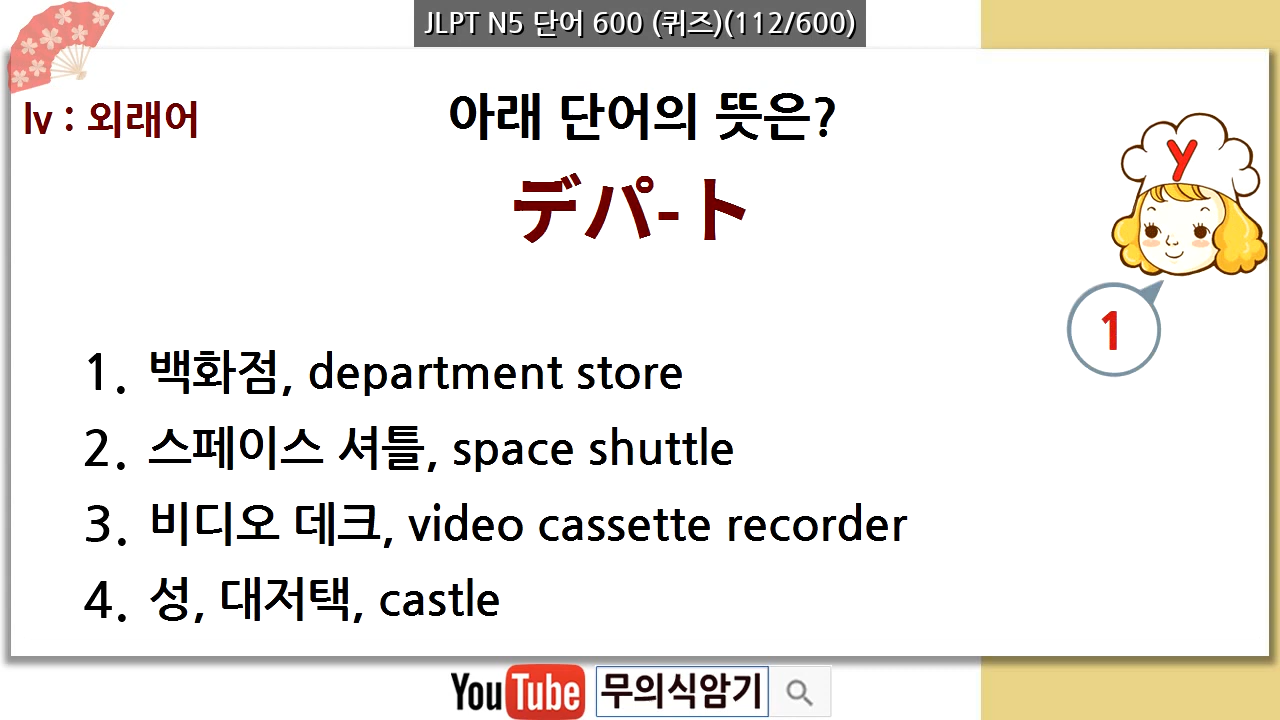 JLPT N5 단어 600 (퀴즈)(112/600)
lv : 외래어
아래 단어의 뜻은?
デパ-ト
Y
1
1. 백화점, department store
2. 스페이스 셔틀, space shuttle
3. 비디오 데크, video cassette recorder
4. 성, 대저택, castle
YouTube 무의식암기